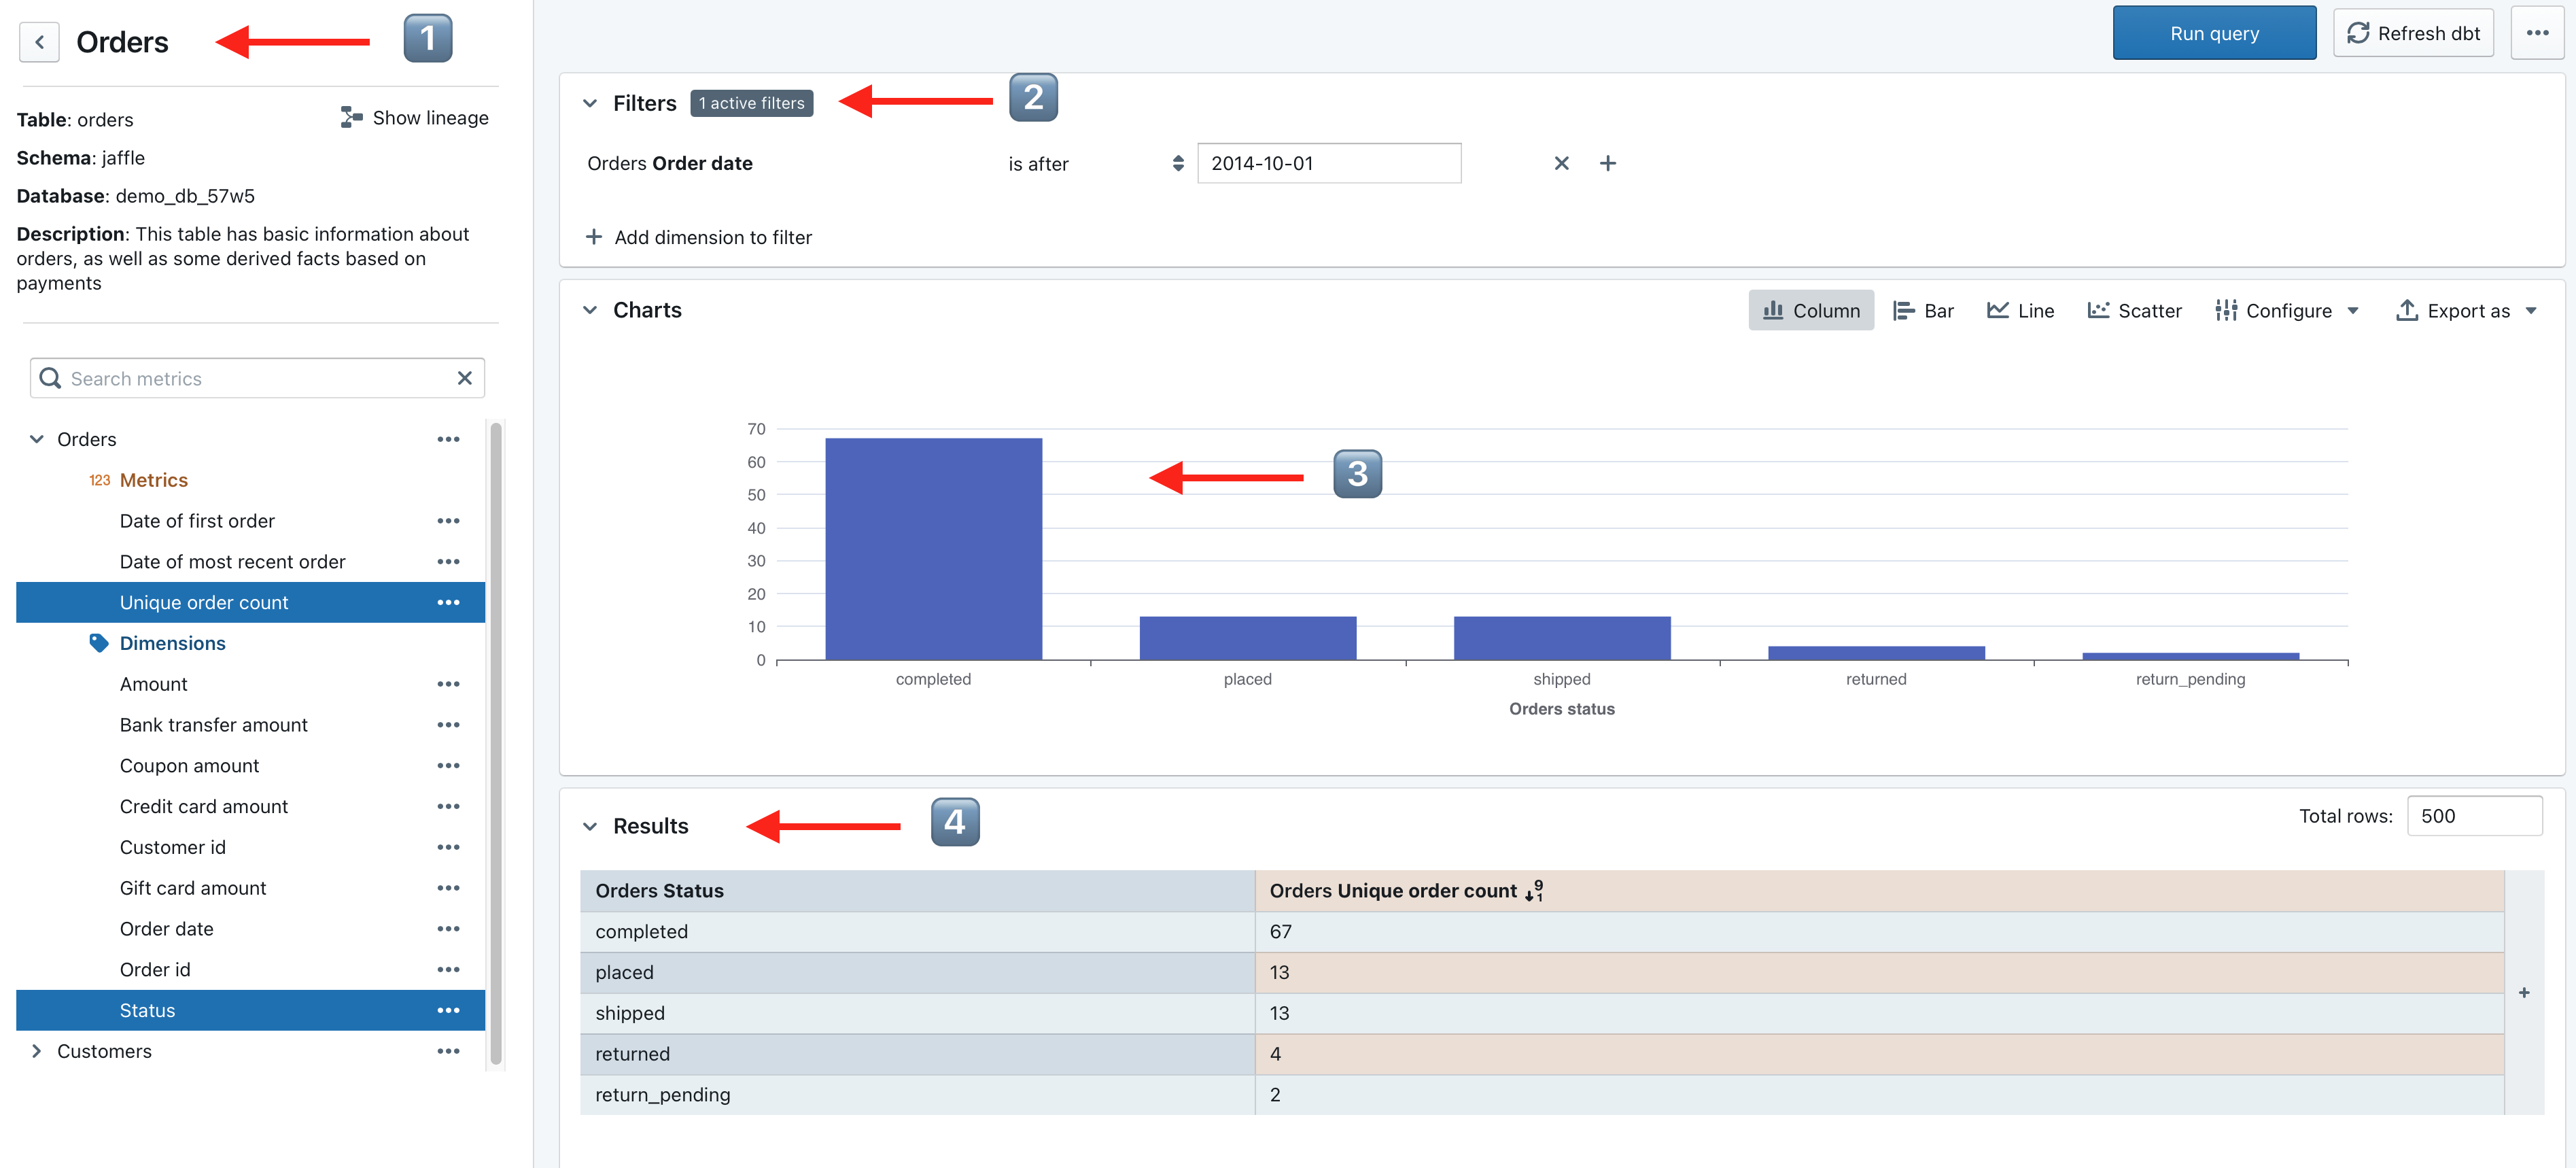 Orders
1
Table: orders
Show lineage
Schema: jaffle
Database: demo_db_57w5
Description: This table has basic information about
orders, as well as some derived facts based on
payments
Search metrics
Orders
123 Metrics
Date of first order
Date of most recent order
Unique order count
Dimensions
Amount
Bank transfer amount
Coupon amount
Credit card amount
Customer id
Gift card amount
Order date
Order id
Status
Customers
Run query
Refresh dbt
Filters
1 active filters
2
Orders Order date
is after
2014-10-01
Add dimension to filter
Charts
Column
Bar
Line
Scatter
Configure
Export as
70
60
50
40
30
20
10
0
3
completed
placed
shipped
returned
return_pending
Orders status
Results
4
Total rows:
500
Orders Status
Orders Unique order count
9
1
completed
67
placed
13
shipped
13
returned
4
return_pending
2